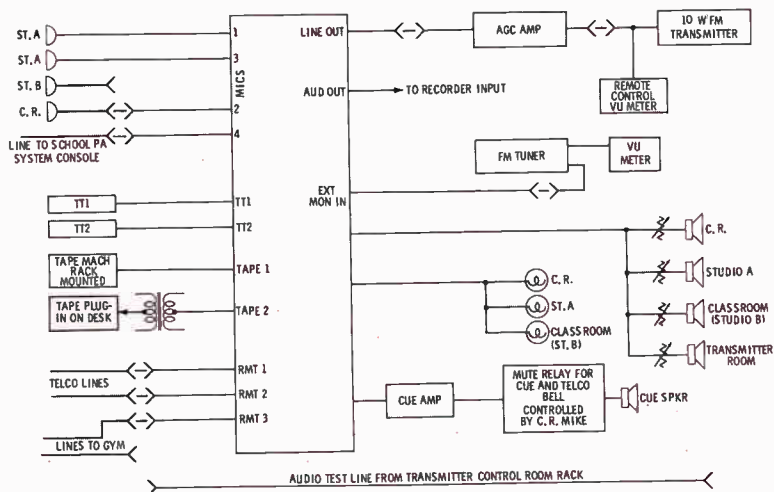 ST. A
1
ST. A
3
ST. B
C. R.
2
4
LINE TO SCHOOL PA
SYSTEM CONSOLE
MICS
TT1
TT1
TT2
TT2
TAPE MACH
RACK
MOUNTED
TAPE 1
TAPE PLUG-
IN ON DESK
TAPE 2
RMT 1
TELCO LINES
RMT 2
RMT 3
LINES TO GYM
LINE OUT
AGC AMP
10 W FM
TRANSMITTER
REMOTE
CONTROL
VU METER
AUD OUT
TO RECORDER INPUT
FM TUNER
VU
METER
EXT
MON IN
C. R.
STUDIO A
CLASSROOM
(STUDIO B)
TRANSMITTER
ROOM
C. R.
ST. A
CLASSROOM
(ST. B)
CUE AMP
MUTE RELAY FOR
CUE AND TELCO
BELL
CONTROLLED
BY C. R. MIKE
CUE SPKR
AUDIO TEST LINE FROM TRANSMITTER CONTROL ROOM RACK